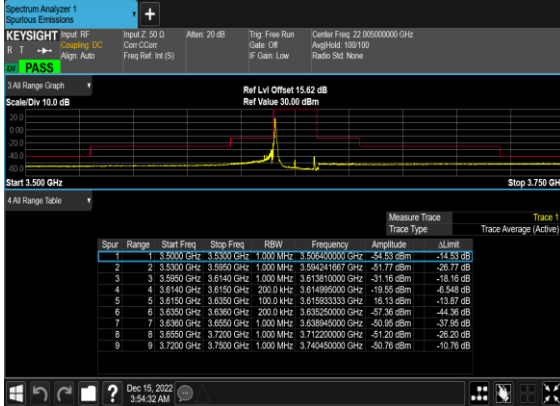 Spectrum Analyzer 1
Spurious Emissions
+
KEYSIGHT Input: RF Input Z: 50 Ω Atten: 20 dB Trig: Free Run Center Freq: 22.005000000 GHz
R T Coupling: DC Corr CCorr Gate: Off Avg|Hold: 100/100
Align: Auto Freq Ref: Int (S) IF Gain: Low Radio Std: None
LXI PASS
3 All Range Graph
Ref Lvl Offset 15.62 dB
Scale/Div 10.0 dB Ref Value 30.00 dBm
20.0
0.00
-20.0
-40.0
-60.0
Start 3.500 GHz Stop 3.750 GH
4 All Range Table
Measure Trace Trace 1
Trace Type Trace Average (Active)
Spur Range Start Freq Stop Freq RBW Frequency Amplitude ΔLimit
1 1 3.5000 GHz 3.5300 GHz 1.000 MHz 3.506400000 GHz -54.53 dBm -14.53 dB
2 2 3.5300 GHz 3.5950 GHz 1.000 MHz 3.594241667 GHz -51.77 dBm -26.77 dB
3 3 3.5950 GHz 3.6140 GHz 1.000 MHz 3.613810000 GHz -31.16 dBm -18.16 dB
4 4 3.6140 GHz 3.6150 GHz 200.0 kHz 3.614995000 GHz -19.55 dBm -6.548 dB
5 5 3.6150 GHz 3.6350 GHz 100.0 kHz 3.615933333 GHz 16.13 dBm -13.87 dB
6 6 3.6350 GHz 3.6360 GHz 200.0 kHz 3.635250000 GHz -57.36 dBm -44.36 dB
7 7 3.6360 GHz 3.6550 GHz 1.000 MHz 3.638945000 GHz -50.95 dBm -37.95 dB
8 8 3.6550 GHz 3.7200 GHz 1.000 MHz 3.712200000 GHz -51.20 dBm -26.20 dB
9 9 3.7200 GHz 3.7500 GHz 1.000 MHz 3.740450000 GHz -50.76 dBm -10.76 dB
? Dec 15, 2022
3:54:32 AM